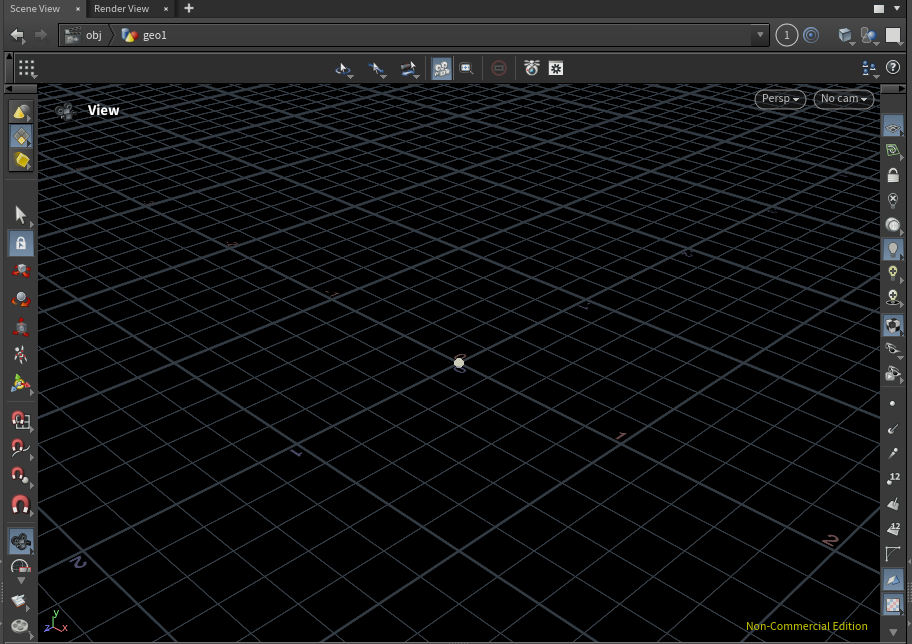 Scene View
Render View
obj
geo1
1
View
Persp
No cam
1
1
2
2
12
12
y
z
x
Non-Commercial Edition